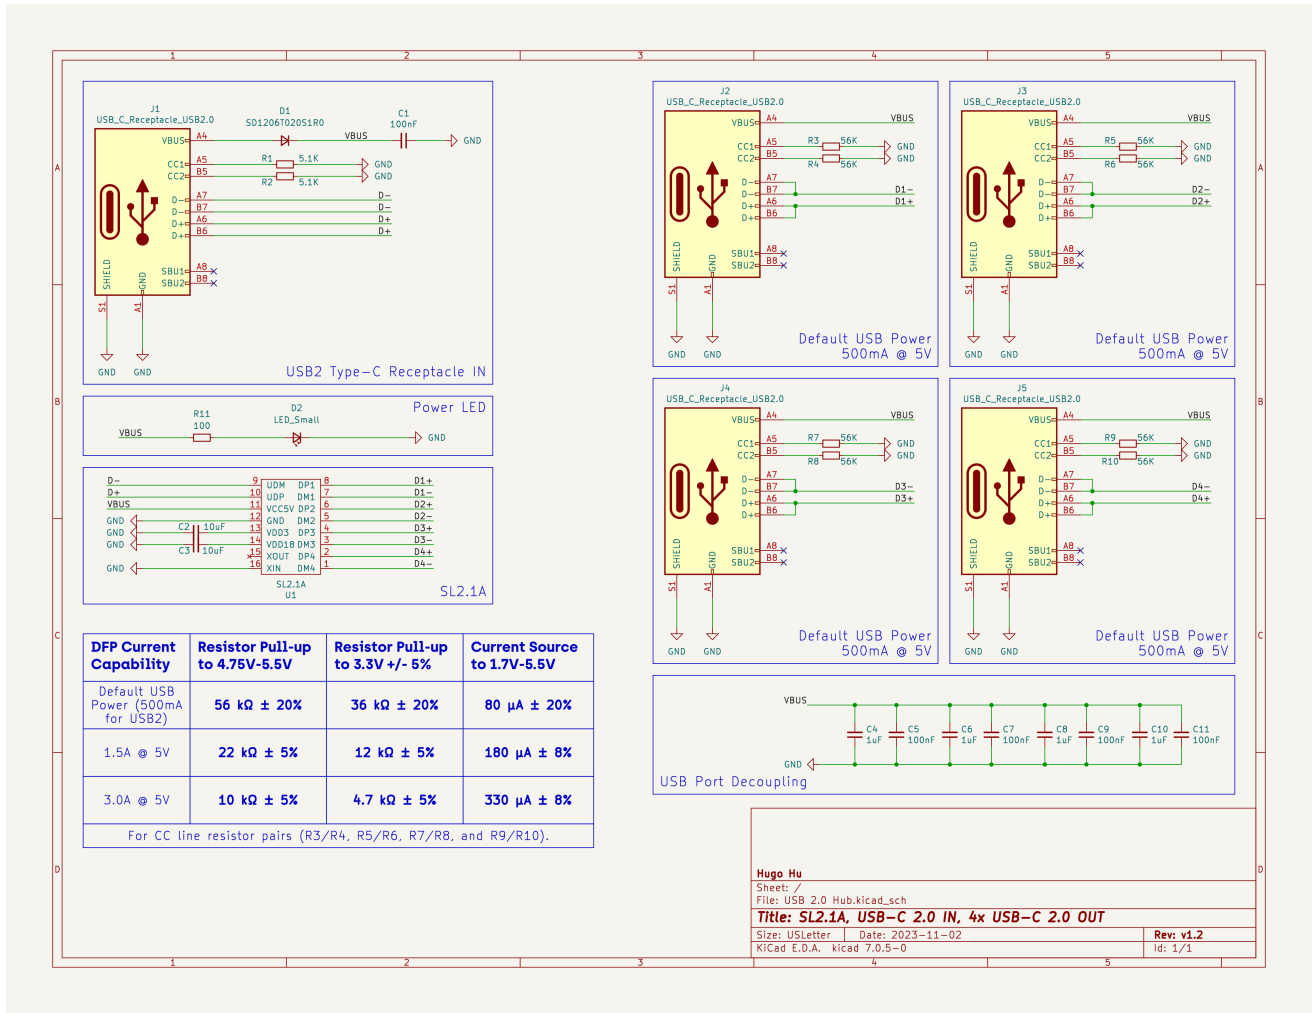 1 2 3 4 5
A
B
C
D
J1
USB_C_Receptacle_USB2.0
VBUS A4
CC1 A5
CC2 B5
D- A7
D- B7
D+ A6
D+ B6
SBU1 A8
SBU2 B8
SHIELD
GND
S1
A1
GND GND
D1
SD1206T020S1R0
VBUS
C1
100nF
GND
R1 5.1K GND
R2 5.1K GND
D-
D-
D+
D+
USB2 Type-C Receptacle IN
Power LED
VBUS
R11
100
D2
LED_Small
GND
D- 9 UDM DP1 8 D1+
D+ 10 UDP DM1 7 D1-
VBUS 11 VCC5V DP2 6 D2+
GND 12 GND DM2 5 D2-
GND C2 10uF 13 VDD3 DP3 4 D3+
GND C3 10uF 14 VDD18 DM3 3 D3-
15 XOUT DP4 2 D4+
GND 16 XIN DM4 1 D4-
SL2.1A
U1
SL2.1A
DFP Current Capability
Resistor Pull-up to 4.75V-5.5V
Resistor Pull-up to 3.3V +/- 5%
Current Source to 1.7V-5.5V
Default USB Power (500mA for USB2)
56 kΩ ± 20%
36 kΩ ± 20%
80 µA ± 20%
1.5A @ 5V
22 kΩ ± 5%
12 kΩ ± 5%
180 µA ± 8%
3.0A @ 5V
10 kΩ ± 5%
4.7 kΩ ± 5%
330 µA ± 8%
For CC line resistor pairs (R3/R4, R5/R6, R7/R8, and R9/R10).
J2
USB_C_Receptacle_USB2.0
VBUS A4 VBUS
CC1 A5 R3 56K GND
CC2 B5 R4 56K GND
D- A7
D- B7 D1-
D+ A6 D1+
D+ B6
SBU1 A8
SBU2 B8
SHIELD
GND
S1
A1
GND GND
Default USB Power
500mA @ 5V
J3
USB_C_Receptacle_USB2.0
VBUS A4 VBUS
CC1 A5 R5 56K GND
CC2 B5 R6 56K GND
D- A7
D- B7 D2-
D+ A6 D2+
D+ B6
SBU1 A8
SBU2 B8
SHIELD
GND
S1
A1
GND GND
Default USB Power
500mA @ 5V
J4
USB_C_Receptacle_USB2.0
VBUS A4 VBUS
CC1 A5 R7 56K GND
CC2 B5 R8 56K GND
D- A7
D- B7 D3-
D+ A6 D3+
D+ B6
SBU1 A8
SBU2 B8
SHIELD
GND
S1
A1
GND GND
Default USB Power
500mA @ 5V
J5
USB_C_Receptacle_USB2.0
VBUS A4 VBUS
CC1 A5 R9 56K GND
CC2 B5 R10 56K GND
D- A7
D- B7 D4-
D+ A6 D4+
D+ B6
SBU1 A8
SBU2 B8
SHIELD
GND
S1
A1
GND GND
Default USB Power
500mA @ 5V
VBUS
C4 C5 C6 C7 C8 C9 C10 C11
1uF 100nF 1uF 100nF 1uF 100nF 1uF 100nF
GND
USB Port Decoupling
Hugo Hu
Sheet: /
File: USB 2.0 Hub.kicad_sch
Title: SL2.1A, USB-C 2.0 IN, 4x USB-C 2.0 OUT
Size: USLetter Date: 2023-11-02 Rev: v1.2
KiCad E.D.A. kicad 7.0.5-0 Id: 1/1
A
B
C
D
1 2 3 4 5